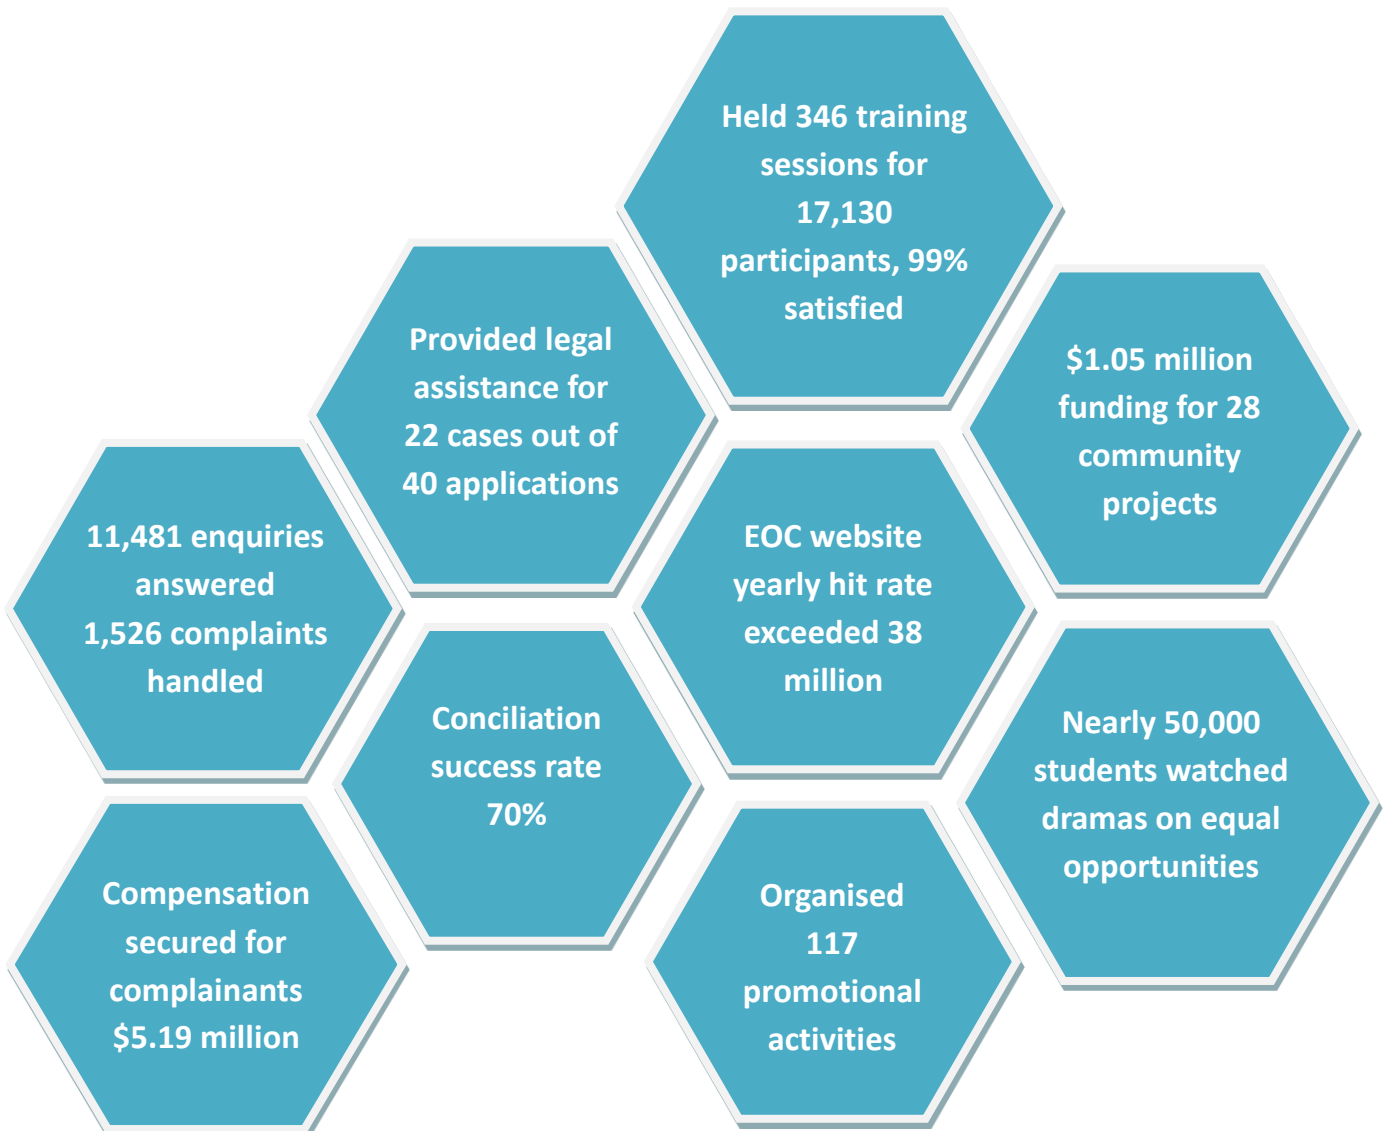 Held 346 training
sessions for
17,130
participants, 99%
satisfied
Provided legal
assistance for
22 cases out of
40 applications
$1.05 million
funding for 28
community
projects
11,481 enquiries
answered
1,526 complaints
handled
EOC website
yearly hit rate
exceeded 38
million
Conciliation
success rate
70%
Nearly 50,000
students watched
dramas on equal
opportunities
Compensation
secured for
complainants
$5.19 million
Organised
117
promotional
activities